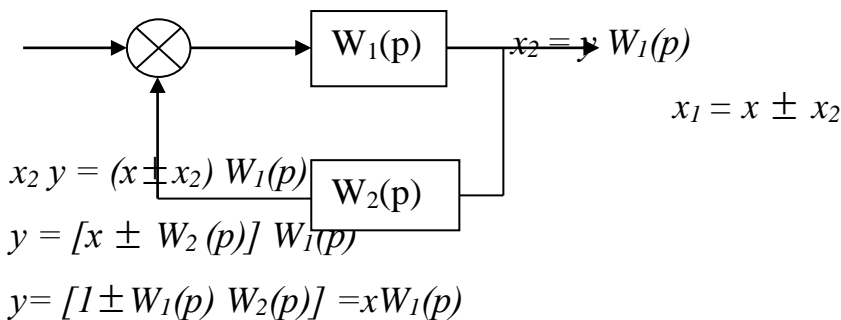 W₁(p)
x₂ = y W₁(p)
x₁ = x ± x₂
x₂ y = (x ± x₂) W₁(p)
W₂(p)
y = [x ± W₂ (p)] W₁(p)
y= [1 ± W₁(p) W₂(p)] =xW₁(p)